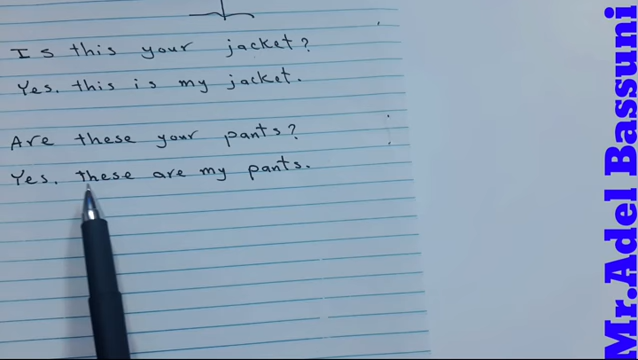 Is this your jacket?
Yes. this is my jacket.
Are these your pants?
Yes. these are my pants.
Mr.Adel Bassuni